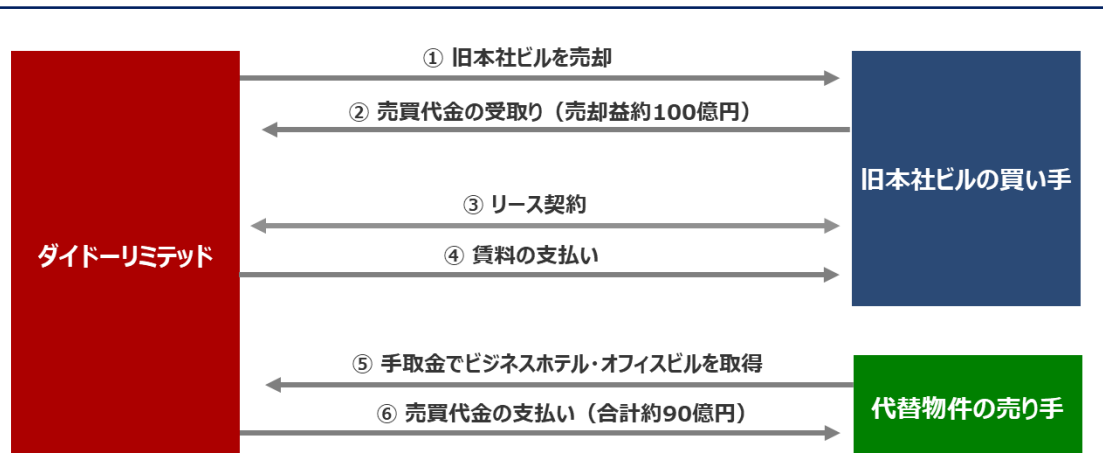 ① 旧本社ビルを売却
② 売買代金の受取り（売却益約100億円）
旧本社ビルの買い手
③ リース契約
ダイドーリミテッド
④ 賃料の支払い
⑤ 手取金でビジネスホテル・オフィスビルを取得
代替物件の売り手
⑥ 売買代金の支払い（合計約90億円）